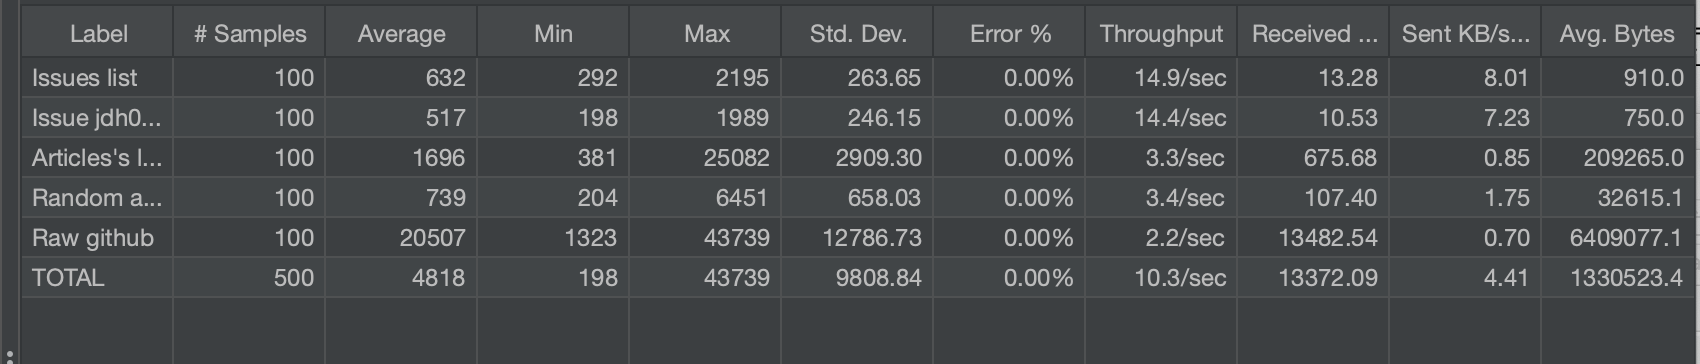 Label # Samples Average Min Max Std. Dev. Error % Throughput Received ... Sent KB/s... Avg. Bytes
Issues list 100 632 292 2195 263.65 0.00% 14.9/sec 13.28 8.01 910.0
Issue jdh0... 100 517 198 1989 246.15 0.00% 14.4/sec 10.53 7.23 750.0
Articles's l... 100 1696 381 25082 2909.30 0.00% 3.3/sec 675.68 0.85 209265.0
Random a... 100 739 204 6451 658.03 0.00% 3.4/sec 107.40 1.75 32615.1
Raw github 100 20507 1323 43739 12786.73 0.00% 2.2/sec 13482.54 0.70 6409077.1
TOTAL 500 4818 198 43739 9808.84 0.00% 10.3/sec 13372.09 4.41 1330523.4